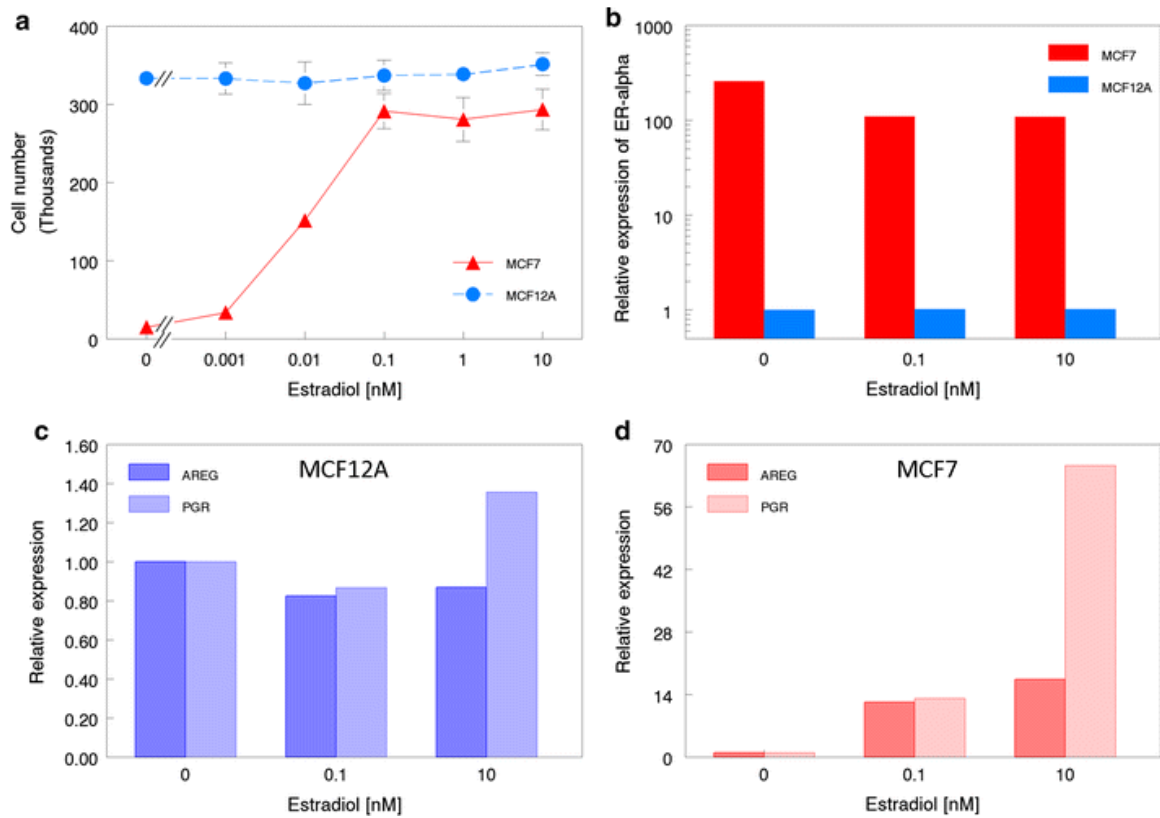 a
400
300
200
100
0
Cell number
(Thousands)
MCF7
MCF12A
0 0.001 0.01 0.1 1 10
Estradiol [nM]
b
1000
100
10
1
Relative expression of ER-alpha
MCF7
MCF12A
0 0.1 10
Estradiol [nM]
c
1.60
1.40
1.20
1.00
0.80
0.60
0.40
0.20
0.00
Relative expression
AREG
PGR
MCF12A
0 0.1 10
Estradiol [nM]
d
70
56
42
28
14
0
Relative expression
AREG
PGR
MCF7
0 0.1 10
Estradiol [nM]